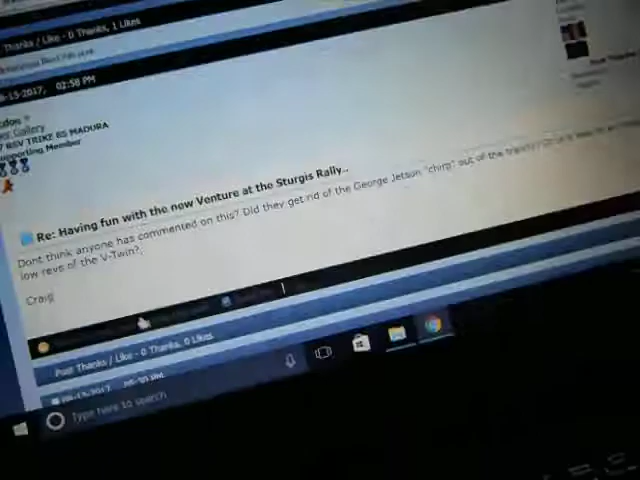 Thanks / Like - 0 Thanks, 1 Likes
-13-2017, 02:58 PM
Gallery
RSV TRIKE 85 MADURA
Supporting Member
Re: Having fun with the new Venture at the Sturgis Rally..
Dont think anyone has commented on this? Did they get rid of the George Jetson "chirp" out of the
low revs of the V-Twin?
Craig
Post Thanks / Like - 0 Thanks, 0 Likes
Type here to search